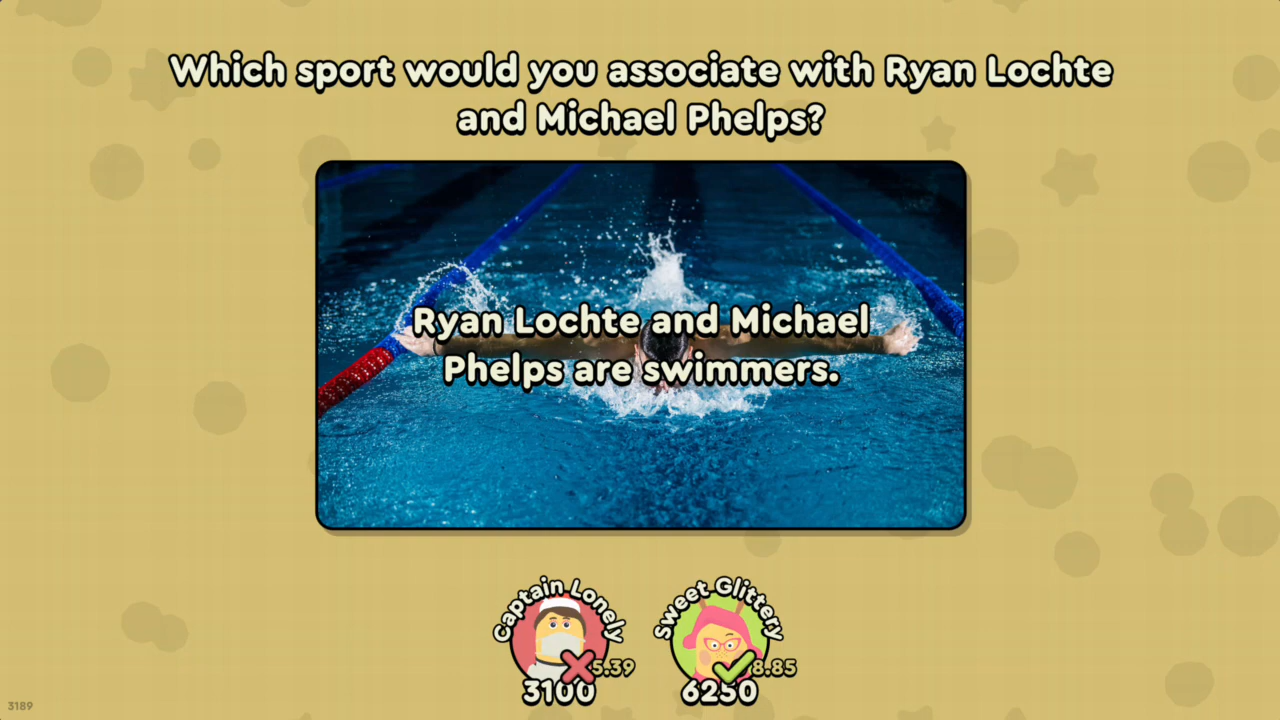 Which sport would you associate with Ryan Lochte
and Michael Phelps?
Ryan Lochte and Michael
Phelps are swimmers.
Captain Lonely
5.39
3100
Sweet Glittery
8.85
6250
3189